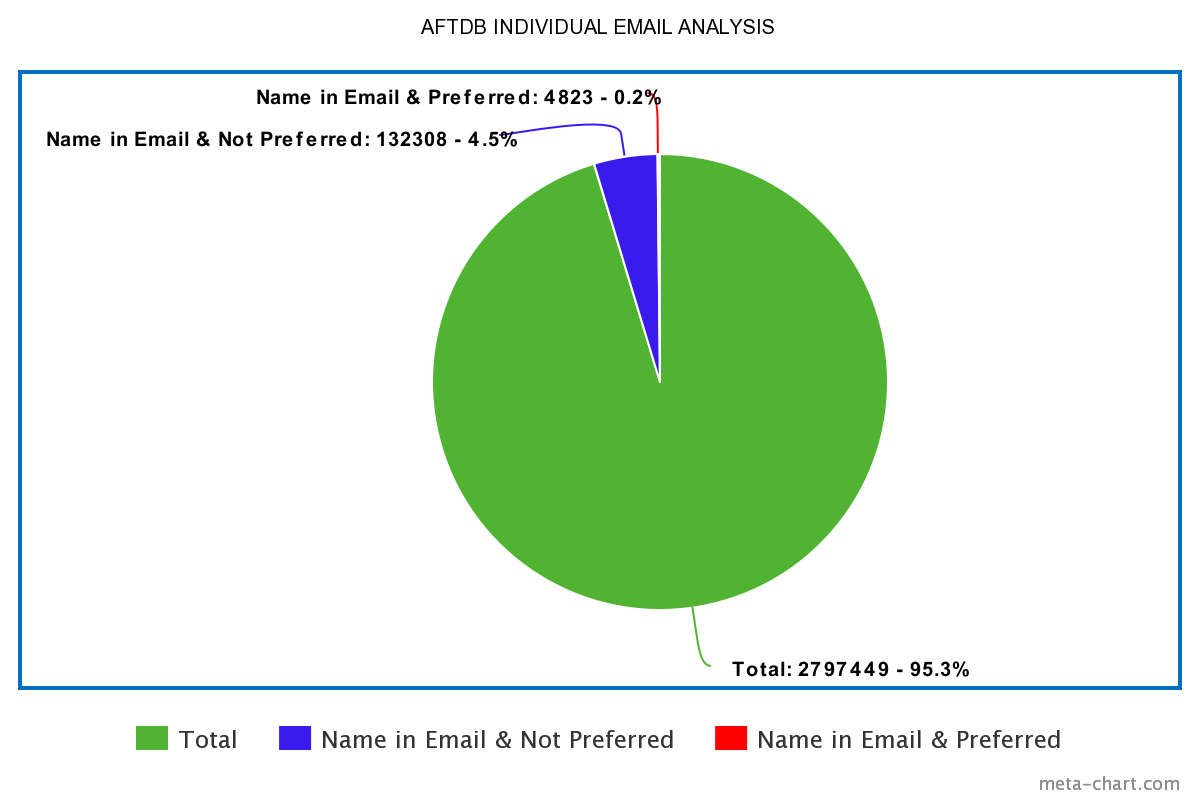 AFTDB INDIVIDUAL EMAIL ANALYSIS
Name in Email & Preferred: 4823 - 0.2%
Name in Email & Not Preferred: 132308 - 4.5%
Total: 2797449 - 95.3%
Total
Name in Email & Not Preferred
Name in Email & Preferred
meta-chart.com